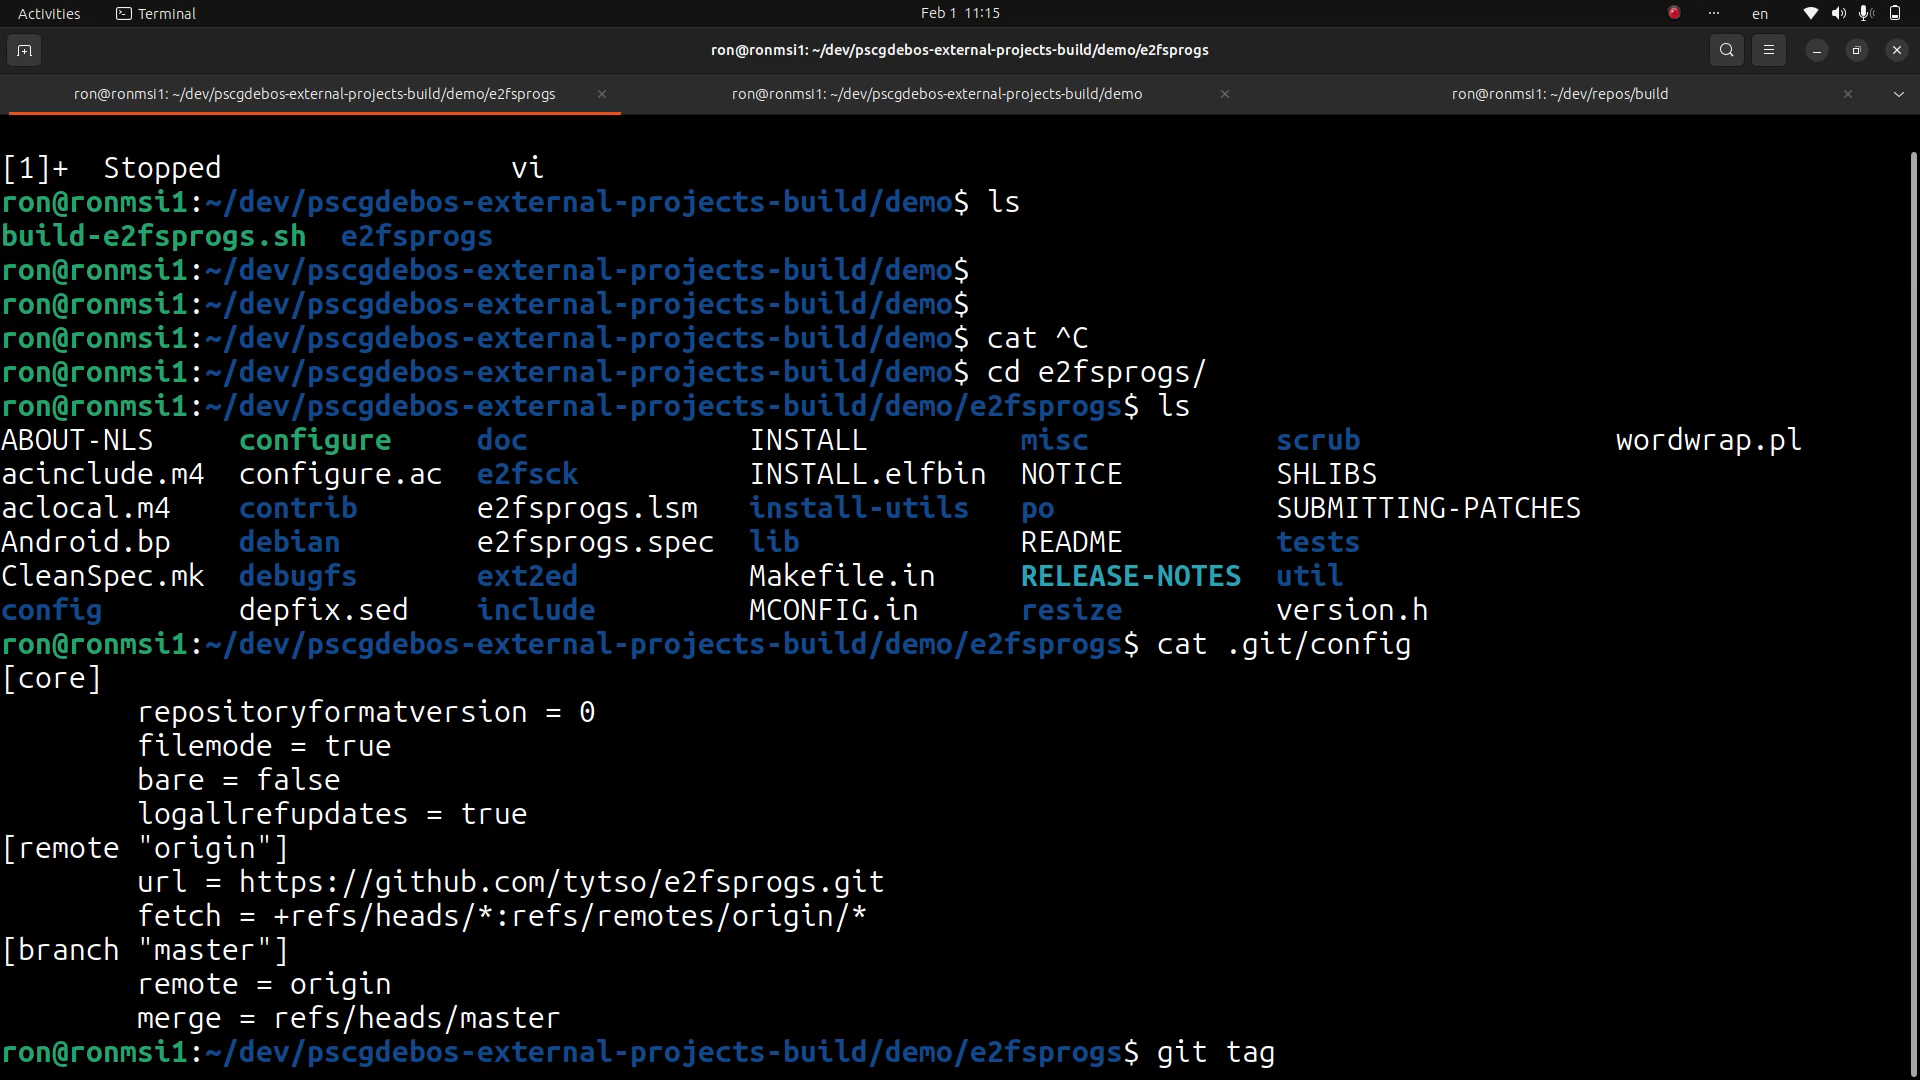 Activities Terminal Feb 1 11:15 en
ron@ronmsi1: ~/dev/pscgdebos-external-projects-build/demo/e2fsprogs
ron@ronmsi1: ~/dev/pscgdebos-external-projects-build/demo/e2fsprogs ron@ronmsi1: ~/dev/pscgdebos-external-projects-build/demo ron@ronmsi1: ~/dev/repos/build
[1]+  Stopped                 vi
ron@ronmsi1:~/dev/pscgdebos-external-projects-build/demo$ ls
build-e2fsprogs.sh  e2fsprogs
ron@ronmsi1:~/dev/pscgdebos-external-projects-build/demo$
ron@ronmsi1:~/dev/pscgdebos-external-projects-build/demo$
ron@ronmsi1:~/dev/pscgdebos-external-projects-build/demo$ cat ^C
ron@ronmsi1:~/dev/pscgdebos-external-projects-build/demo$ cd e2fsprogs/
ron@ronmsi1:~/dev/pscgdebos-external-projects-build/demo/e2fsprogs$ ls
ABOUT-NLS     configure     doc             INSTALL         misc           scrub               wordwrap.pl
acinclude.m4  configure.ac  e2fsck          INSTALL.elfbin  NOTICE         SHLIBS
aclocal.m4    contrib       e2fsprogs.lsm   install-utils   po             SUBMITTING-PATCHES
Android.bp    debian        e2fsprogs.spec  lib             README         tests
CleanSpec.mk  debugfs       ext2ed          Makefile.in     RELEASE-NOTES  util
config        depfix.sed    include         MCONFIG.in      resize         version.h
ron@ronmsi1:~/dev/pscgdebos-external-projects-build/demo/e2fsprogs$ cat .git/config
[core]
        repositoryformatversion = 0
        filemode = true
        bare = false
        logallrefupdates = true
[remote "origin"]
        url = https://github.com/tytso/e2fsprogs.git
        fetch = +refs/heads/*:refs/remotes/origin/*
[branch "master"]
        remote = origin
        merge = refs/heads/master
ron@ronmsi1:~/dev/pscgdebos-external-projects-build/demo/e2fsprogs$ git tag